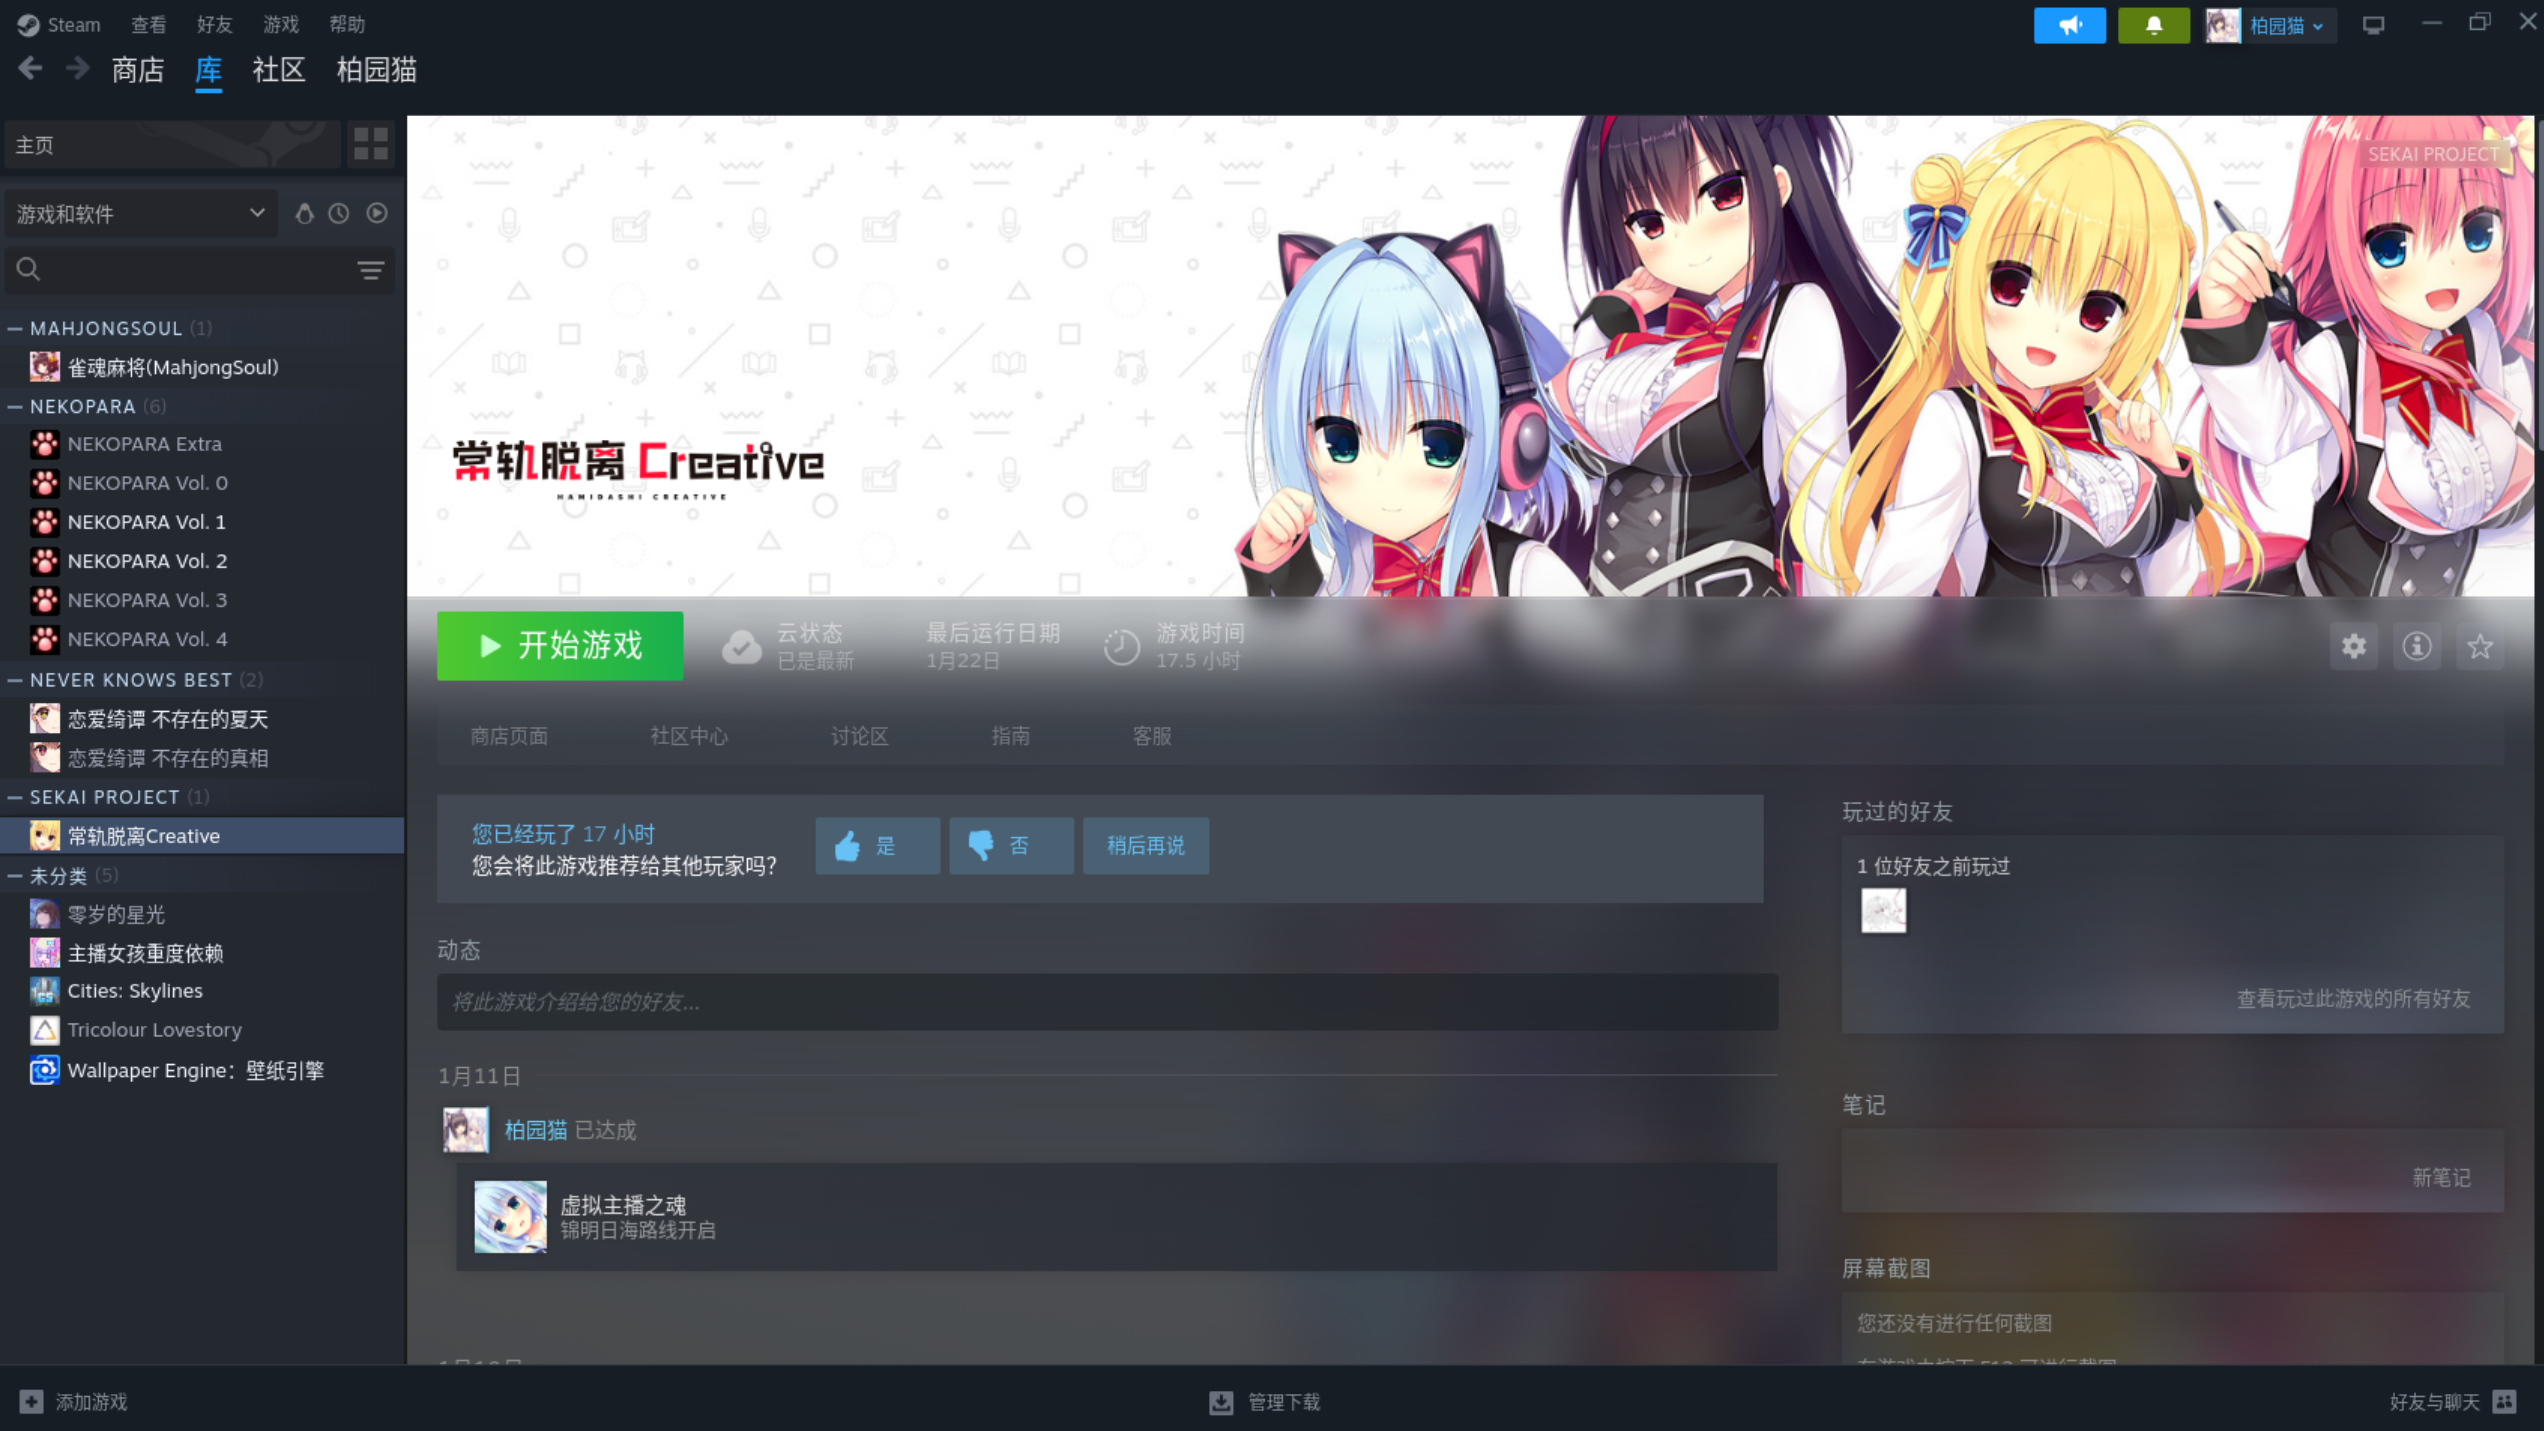 Steam 查看 好友 游戏 帮助
柏园猫
商店 库 社区 柏园猫
主页
游戏和软件
MAHJONGSOUL (1)
雀魂麻将(MahjongSoul)
NEKOPARA (6)
NEKOPARA Extra
NEKOPARA Vol. 0
NEKOPARA Vol. 1
NEKOPARA Vol. 2
NEKOPARA Vol. 3
NEKOPARA Vol. 4
NEVER KNOWS BEST (2)
恋爱绮谭 不存在的夏天
恋爱绮谭 不存在的真相
SEKAI PROJECT (1)
常轨脱离Creative
未分类 (5)
零岁的星光
主播女孩重度依赖
Cities: Skylines
Tricolour Lovestory
Wallpaper Engine：壁纸引擎
SEKAI PROJECT
常轨脱离 Creative
HAMIDASHI CREATIVE
开始游戏
云状态
已是最新
最后运行日期
1月22日
游戏时间
17.5 小时
商店页面 社区中心 讨论区 指南 客服
您已经玩了 17 小时
您会将此游戏推荐给其他玩家吗？
是 否 稍后再说
动态
将此游戏介绍给您的好友...
1月11日
柏园猫 已达成
虚拟主播之魂
锦明日海路线开启
玩过的好友
1 位好友之前玩过
查看玩过此游戏的所有好友
笔记
新笔记
屏幕截图
您还没有进行任何截图
添加游戏
管理下载
好友与聊天